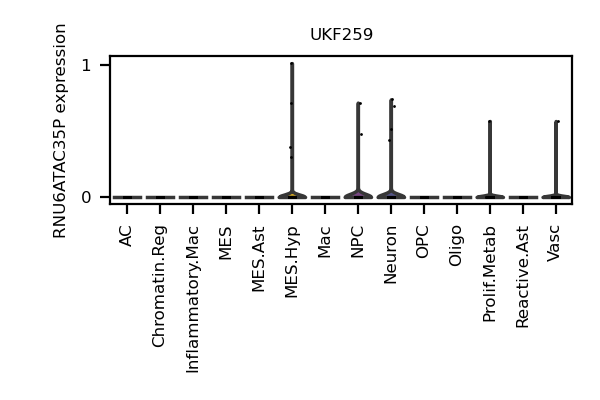 UKF259
RNU6ATAC35P expression
1
0
AC
Chromatin.Reg
Inflammatory.Mac
MES
MES.Ast
MES.Hyp
Mac
NPC
Neuron
OPC
Oligo
Prolif.Metab
Reactive.Ast
Vasc